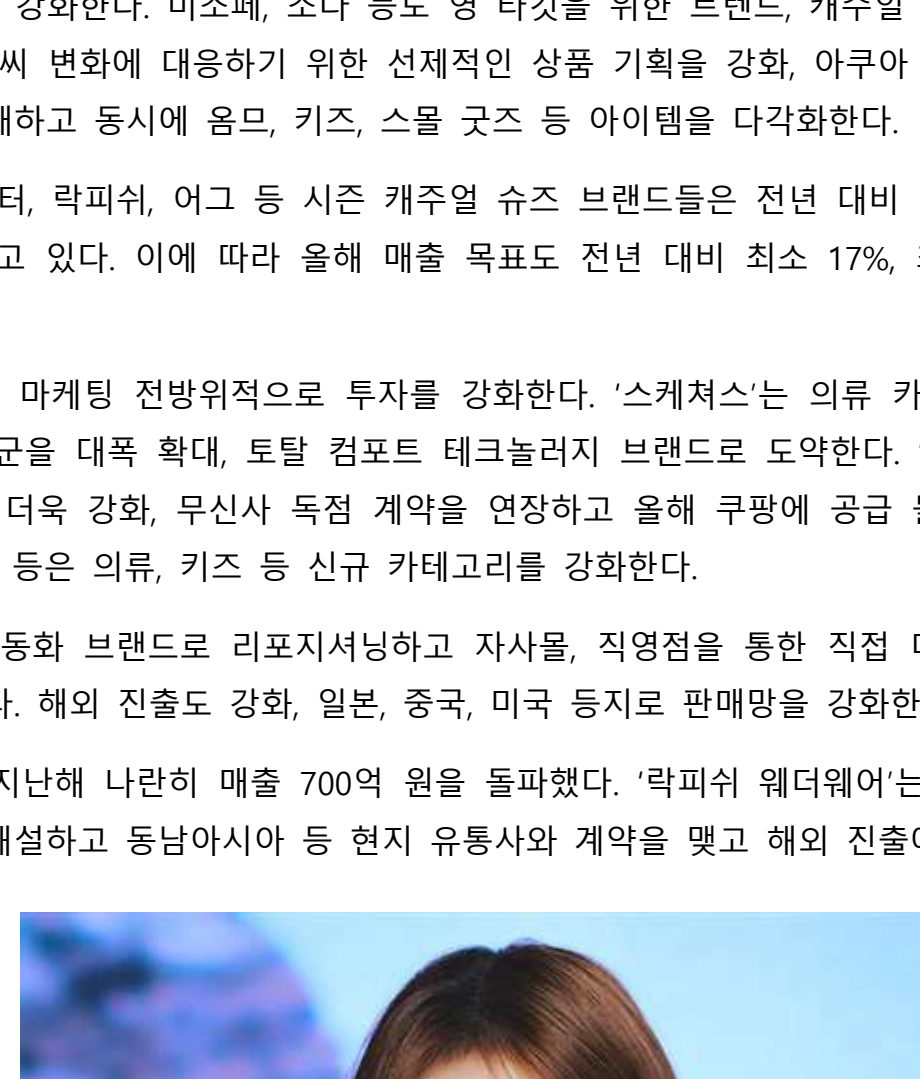 강화한다. 미소페, 소다 등도 영 타깃을 위한 트렌드, 캐주얼
씨 변화에 대응하기 위한 선제적인 상품 기획을 강화, 아쿠아
하고 동시에 옴므, 키즈, 스몰 굿즈 등 아이템을 다각화한다.
터, 락피쉬, 어그 등 시즌 캐주얼 슈즈 브랜드들은 전년 대비
고 있다. 이에 따라 올해 매출 목표도 전년 대비 최소 17%,
마케팅 전방위적으로 투자를 강화한다. ‘스케쳐스’는 의류 카
군을 대폭 확대, 토탈 컴포트 테크놀러지 브랜드로 도약한다.
더욱 강화, 무신사 독점 계약을 연장하고 올해 쿠팡에 공급
등은 의류, 키즈 등 신규 카테고리를 강화한다.
동화 브랜드로 리포지셔닝하고 자사몰, 직영점을 통한 직접
다. 해외 진출도 강화, 일본, 중국, 미국 등지로 판매망을 강화한
지난해 나란히 매출 700억 원을 돌파했다. ‘락피쉬 웨더웨어’는
설하고 동남아시아 등 현지 유통사와 계약을 맺고 해외 진출